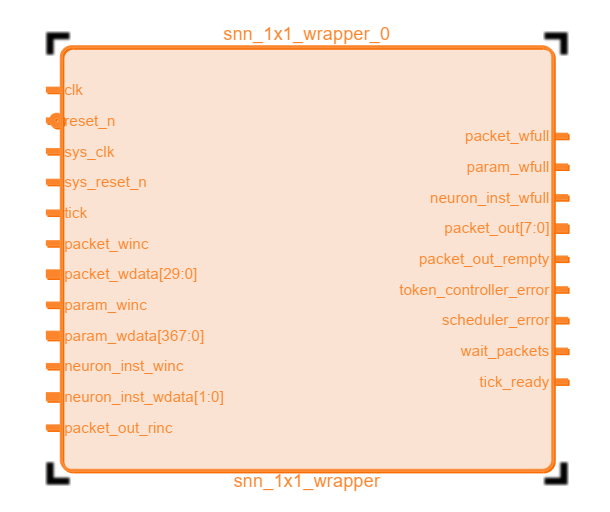 snn_1x1_wrapper_0
clk
reset_n
sys_clk
sys_reset_n
tick
packet_winc
packet_wdata[29:0]
param_winc
param_wdata[367:0]
neuron_inst_winc
neuron_inst_wdata[1:0]
packet_out_rinc
packet_wfull
param_wfull
neuron_inst_wfull
packet_out[7:0]
packet_out_rempty
token_controller_error
scheduler_error
wait_packets
tick_ready
snn_1x1_wrapper